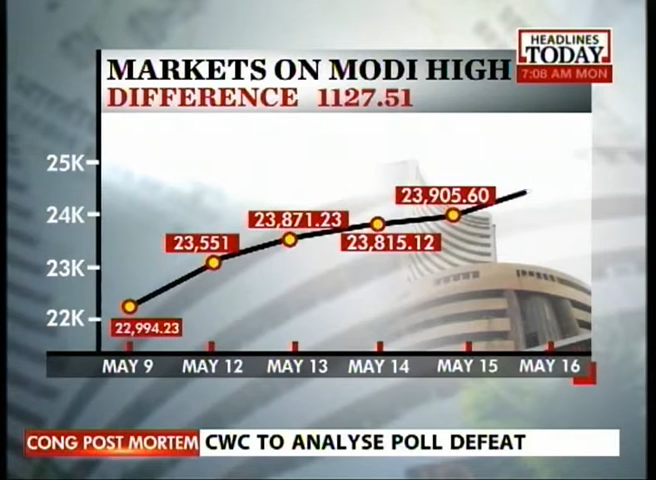 HEADLINES
TODAY
7:08 AM MON
MARKETS ON MODI HIGH
DIFFERENCE 1127.51
25K
24K
23K
22K
22,994.23
23,551
23,871.23
23,815.12
23,905.60
MAY 9 MAY 12 MAY 13 MAY 14 MAY 15 MAY 16
CONG POST MORTEM CWC TO ANALYSE POLL DEFEAT